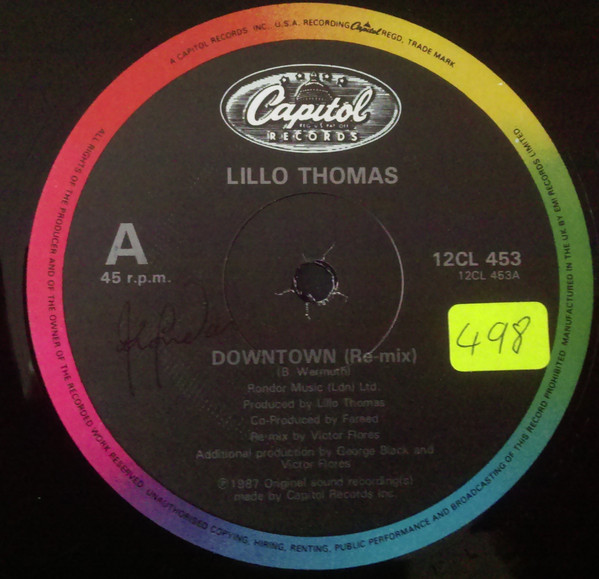 A CAPITOL RECORDS, INC., U.S.A. RECORDING Capitol REGD. TRADE MARK
Capitol
RECORDS
LILLO THOMAS
A
45 r.p.m.
12CL 453
12CL 453A
498
DOWNTOWN (Re-mix)
(B. Warmuth)
Rondor Music (Ldn) Ltd.
Produced by Lillo Thomas
Co-Produced by Fareed
Re-mix by Victor Flores
Additional production by George Black and
Victor Flores
℗ 1987 Original sound recording(c)
made by Capitol Records Inc.
ALL RIGHTS OF THE PRODUCER AND OF THE OWNER OF THE RECORDED WORK RESERVED. UNAUTHORISED COPYING, HIRING, RENTING, PUBLIC PERFORMANCE AND BROADCASTING OF THIS RECORD PROHIBITED. MANUFACTURED IN THE UK BY EMI RECORDS LIMITED